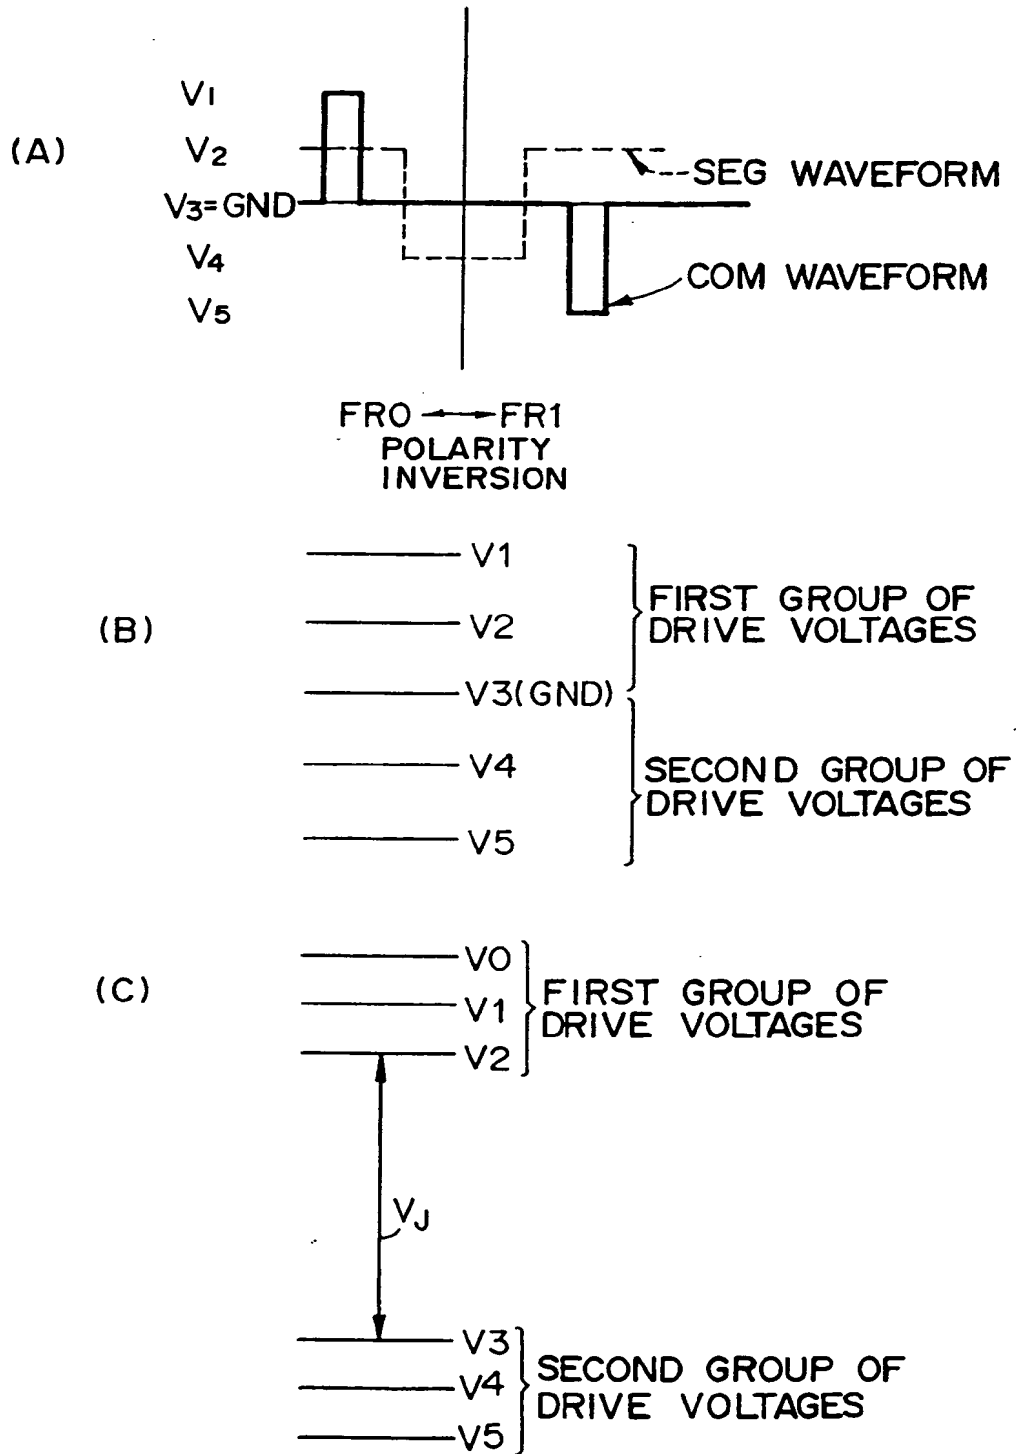 (A)
V1
V2
V3=GND
V4
V5
SEG WAVEFORM
COM WAVEFORM
FR0 FR1
POLARITY
INVERSION
(B)
V1
V2
V3(GND)
V4
V5
FIRST GROUP OF
DRIVE VOLTAGES
SECOND GROUP OF
DRIVE VOLTAGES
(C)
V0
V1
V2
FIRST GROUP OF
DRIVE VOLTAGES
VJ
V3
V4
V5
SECOND GROUP OF
DRIVE VOLTAGES